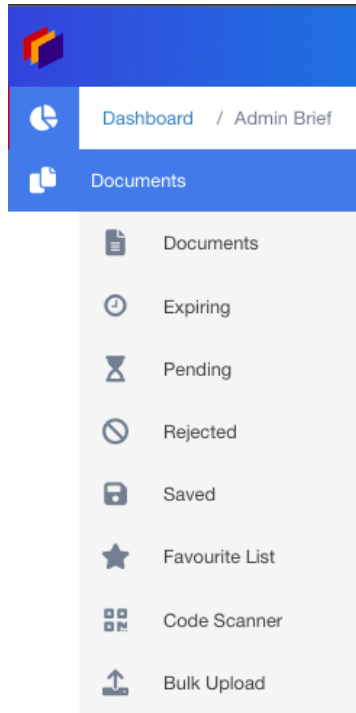 Dashboard / Admin Brief
Documents
Documents
Expiring
Pending
Rejected
Saved
Favourite List
Code Scanner
Bulk Upload